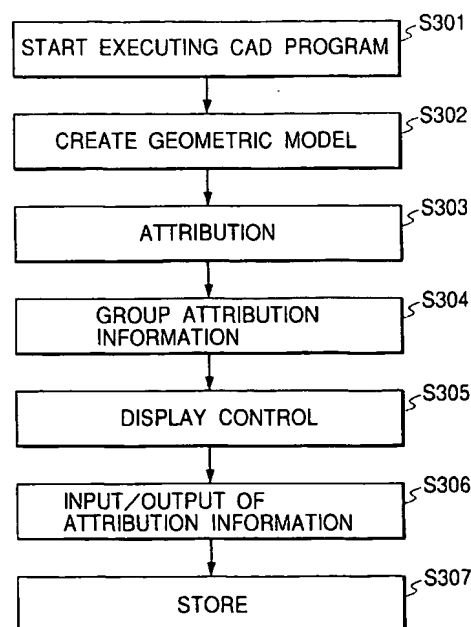 S301
START EXECUTING CAD PROGRAM
S302
CREATE GEOMETRIC MODEL
S303
ATTRIBUTION
S304
GROUP ATTRIBUTION
INFORMATION
S305
DISPLAY CONTROL
S306
INPUT/OUTPUT OF
ATTRIBUTION INFORMATION
S307
STORE